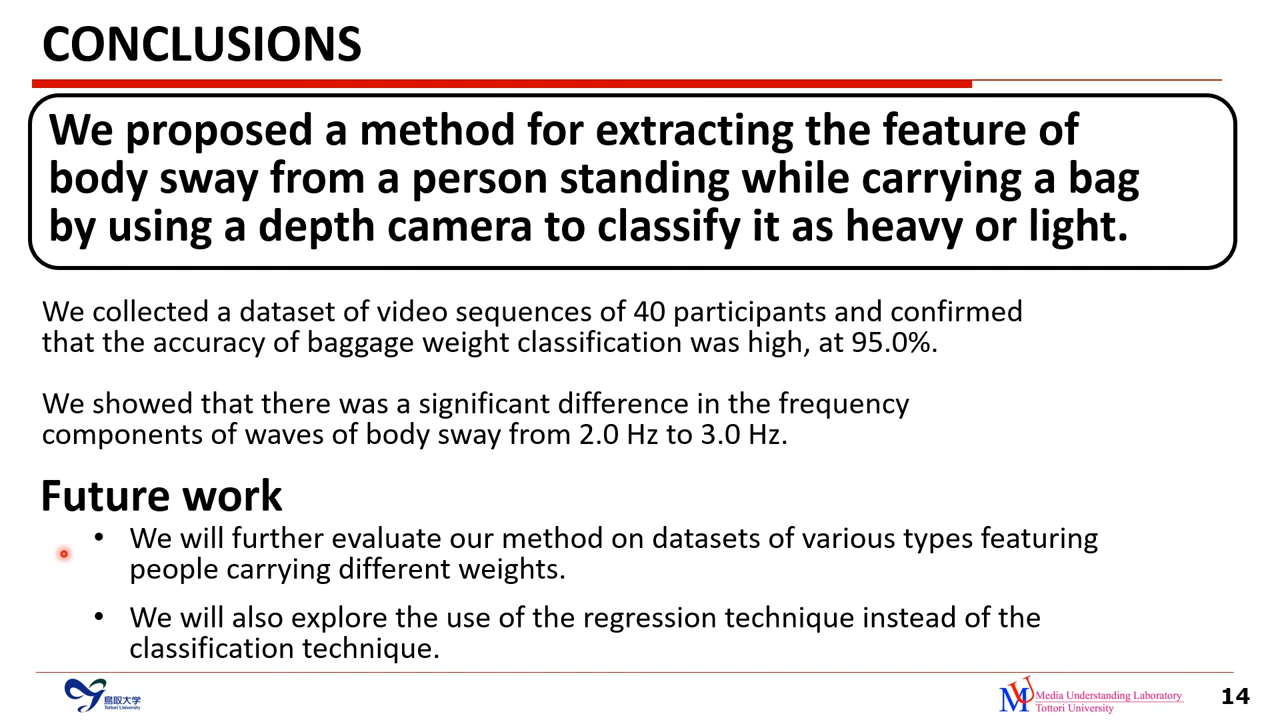 CONCLUSIONS
We proposed a method for extracting the feature of
body sway from a person standing while carrying a bag
by using a depth camera to classify it as heavy or light.
We collected a dataset of video sequences of 40 participants and confirmed
that the accuracy of baggage weight classification was high, at 95.0%.
We showed that there was a significant difference in the frequency
components of waves of body sway from 2.0 Hz to 3.0 Hz.
Future work
• We will further evaluate our method on datasets of various types featuring
people carrying different weights.
• We will also explore the use of the regression technique instead of the
classification technique.
鳥取大学
Tottori University
MU Media Understanding Laboratory
Tottori University
14